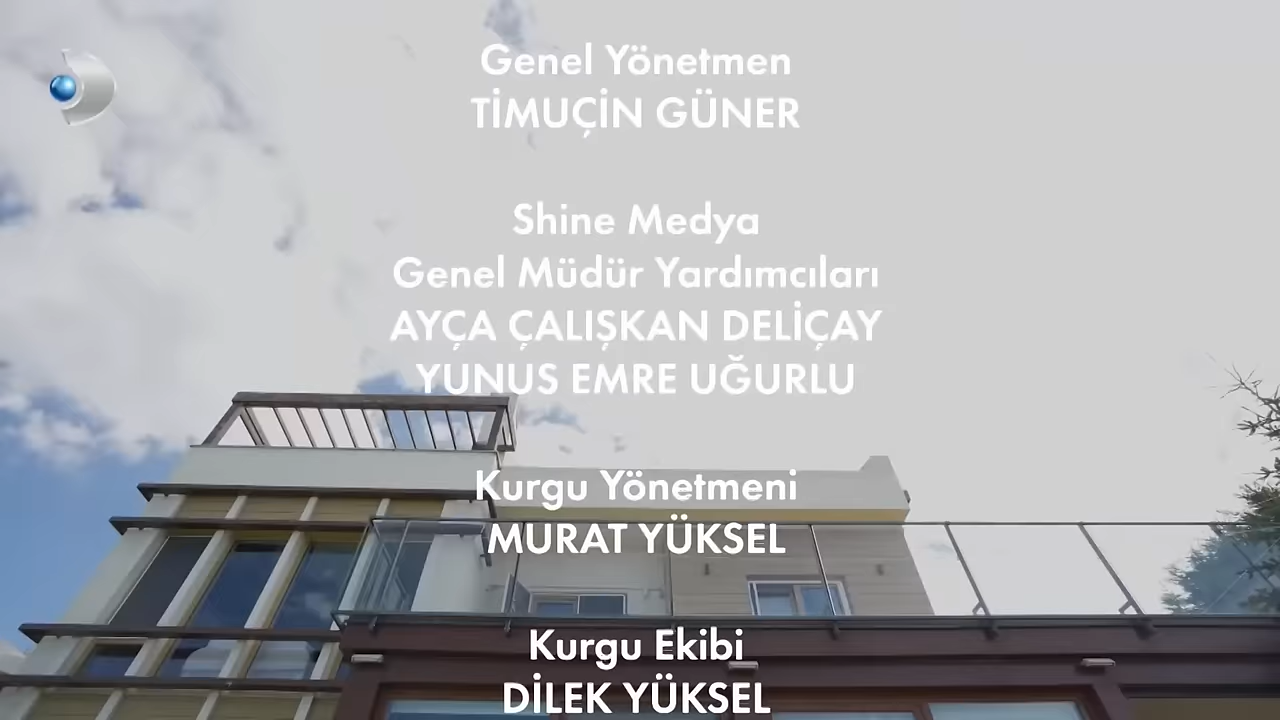 Genel Yönetmen
TİMUÇİN GÜNER
Shine Medya
Genel Müdür Yardımcıları
AYÇA ÇALIŞKAN DELİÇAY
YUNUS EMRE UĞURLU
Kurgu Yönetmeni
MURAT YÜKSEL
Kurgu Ekibi
DİLEK YÜKSEL